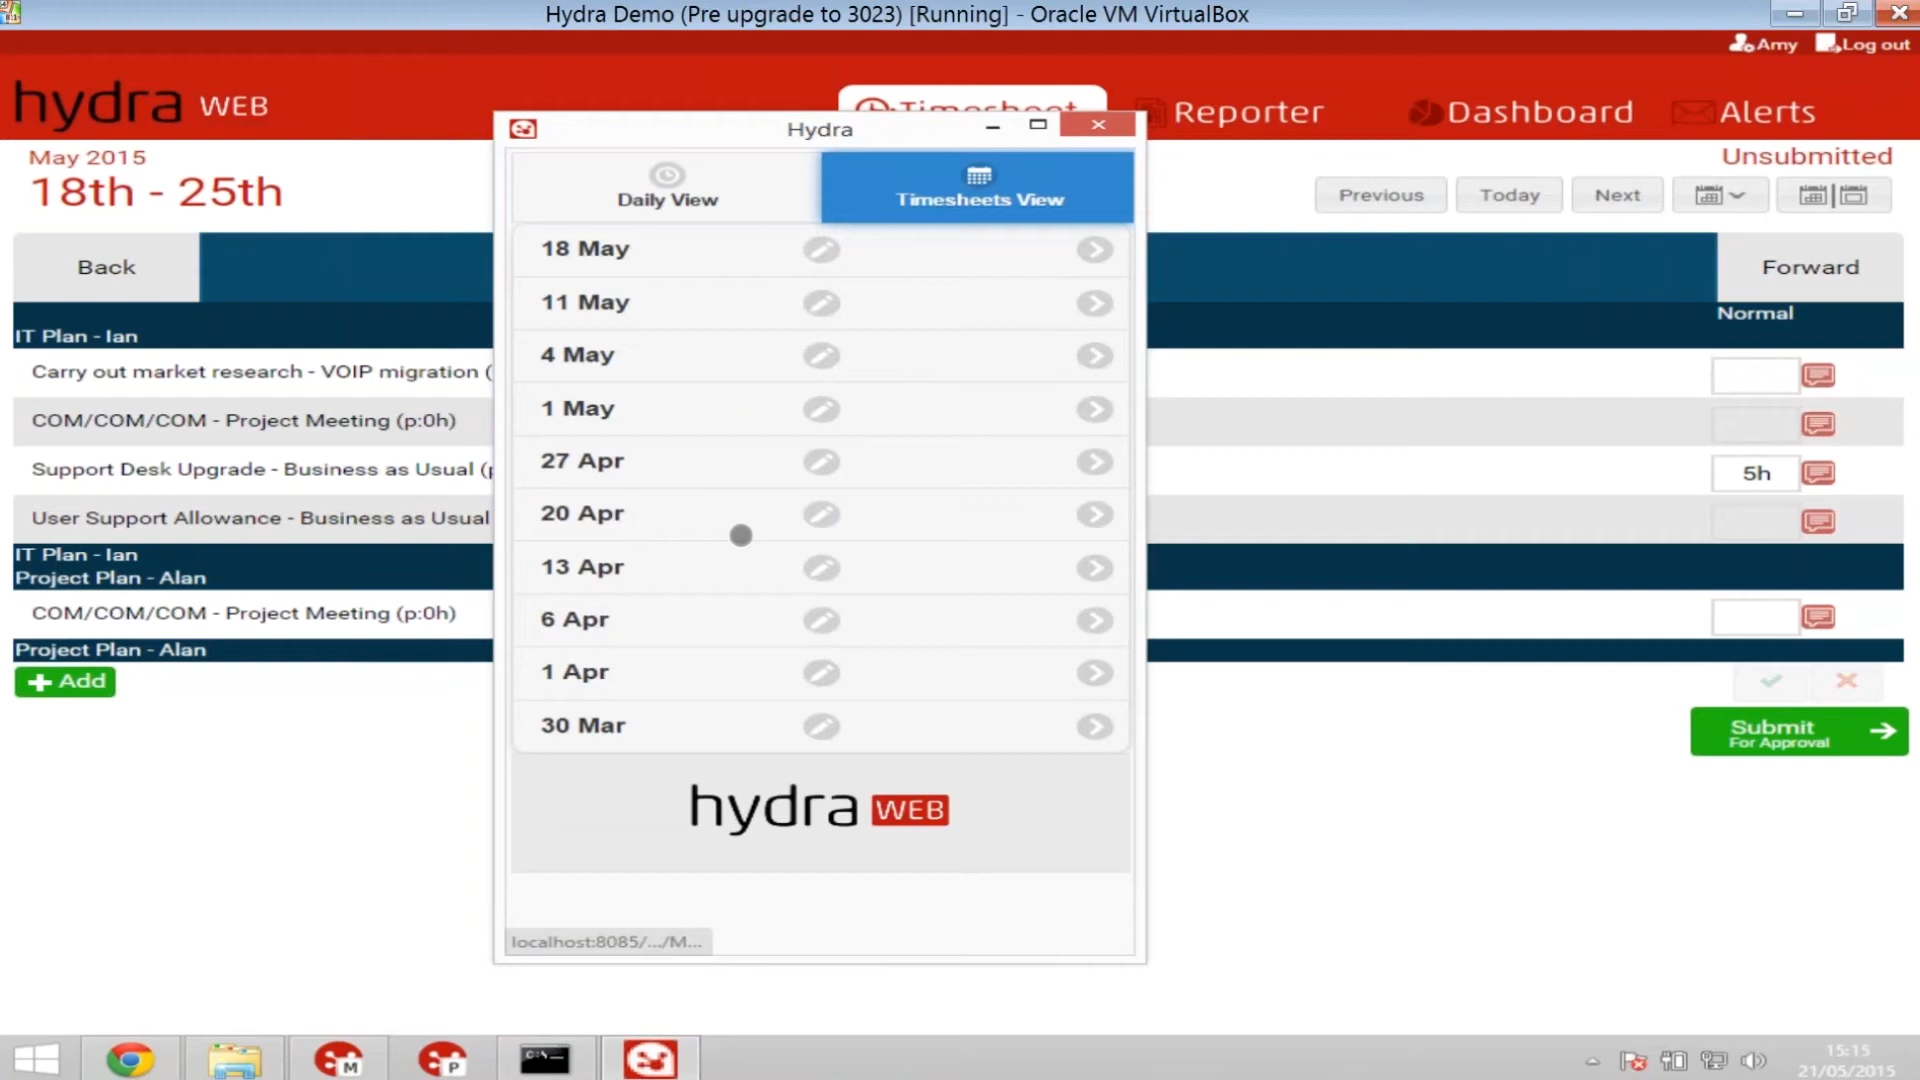 Hydra Demo (Pre upgrade to 3023) [Running] - Oracle VM VirtualBox
Amy Log out
hydra WEB
Timesheet Reporter Dashboard Alerts
May 2015
18th - 25th
Unsubmitted
Previous Today Next
Back
Forward
Normal
IT Plan - Ian
Carry out market research - VOIP migration (
COM/COM/COM - Project Meeting (p:0h)
Support Desk Upgrade - Business as Usual (p
5h
User Support Allowance - Business as Usual
IT Plan - Ian
Project Plan - Alan
COM/COM/COM - Project Meeting (p:0h)
Project Plan - Alan
Add
Submit
For Approval
Hydra
Daily View
Timesheets View
18 May
11 May
4 May
1 May
27 Apr
20 Apr
13 Apr
6 Apr
1 Apr
30 Mar
hydra WEB
localhost:8085/.../M...
M
P
C:\
15:15
21/05/2015